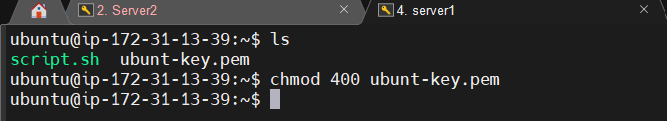 2. Server2
4. server1
ubuntu@ip-172-31-13-39:~$ ls
script.sh  ubunt-key.pem
ubuntu@ip-172-31-13-39:~$ chmod 400 ubunt-key.pem
ubuntu@ip-172-31-13-39:~$